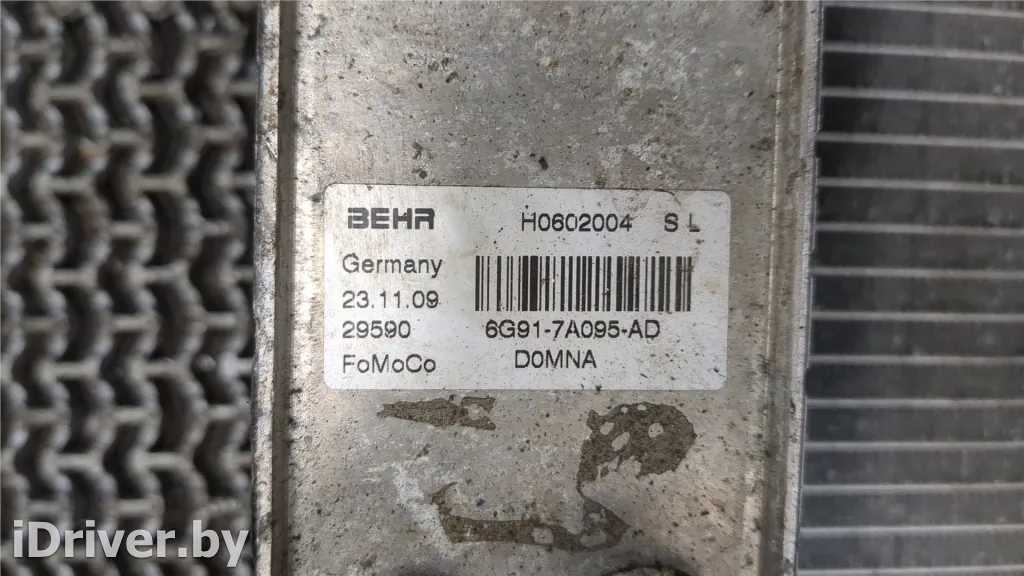 BEHR H0602004 S L
Germany
23.11.09
29590 6G91-7A095-AD
FoMoCo D0MNA
iDriver.by